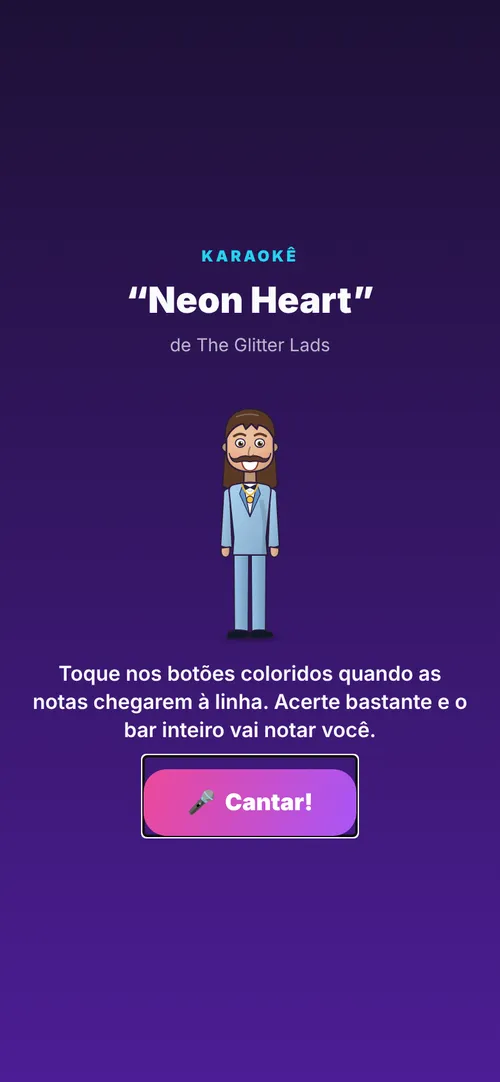 KARAOKÊ
“Neon Heart”
de The Glitter Lads
Toque nos botões coloridos quando as
notas chegarem à linha. Acerte bastante e o
bar inteiro vai notar você.
🎤 Cantar!